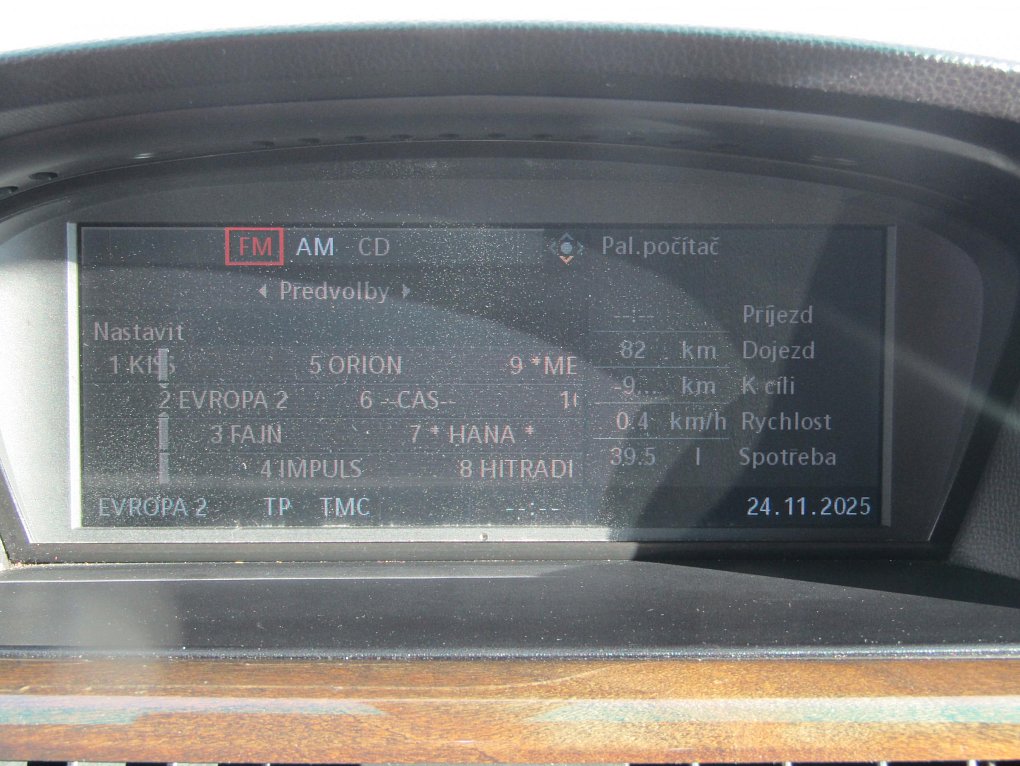 FM AM CD Pal.počítač
Predvolby
--:-- Príjezd
Nastavit
82 km Dojezd
1 KISS 5 ORION 9 *ME
-9... km K cíli
2 EVROPA 2 6 --CAS--
0.4 km/h Rychlost
3 FAJN 7 * HANA *
39.5 l Spotreba
4 IMPULS 8 HITRADI
EVROPA 2 TP TMC --:-- 24.11.2025